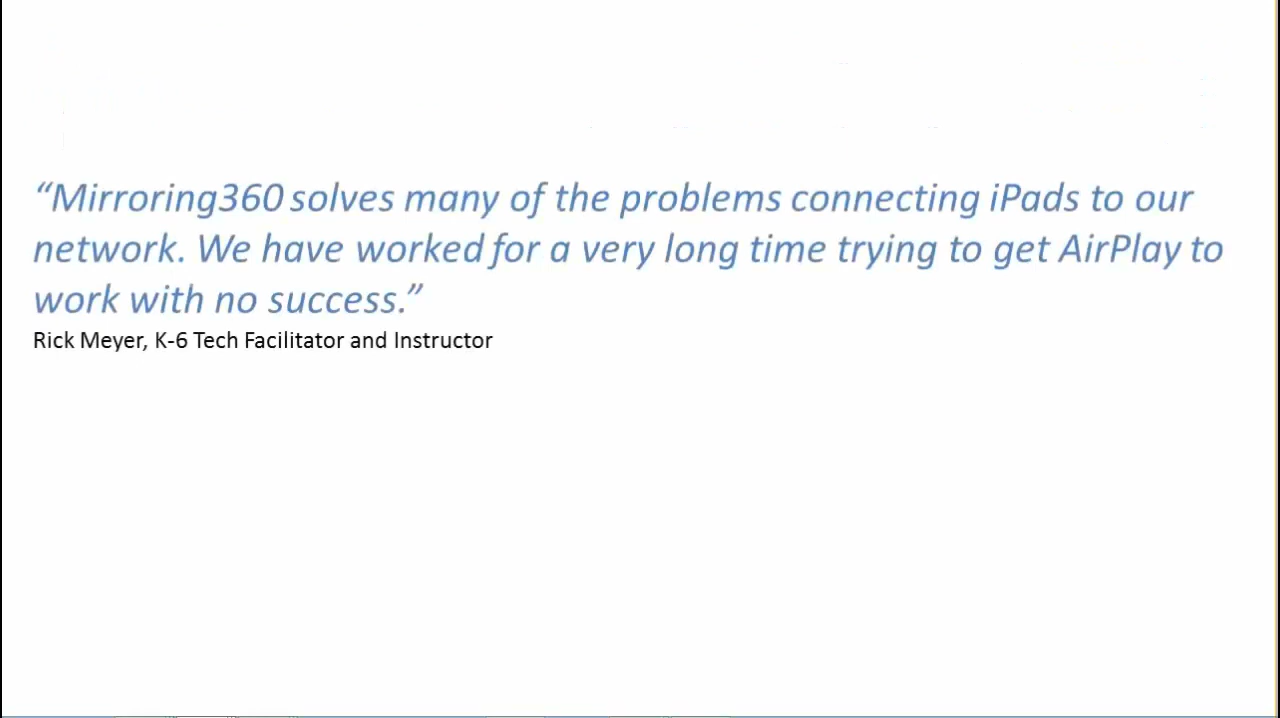 “Mirroring360 solves many of the problems connecting iPads to our
network. We have worked for a very long time trying to get AirPlay to
work with no success.”
Rick Meyer, K-6 Tech Facilitator and Instructor